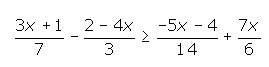 (3x + 1)/7 − (2 − 4x)/3 ≥ (−5x − 4)/14 + 7x/6